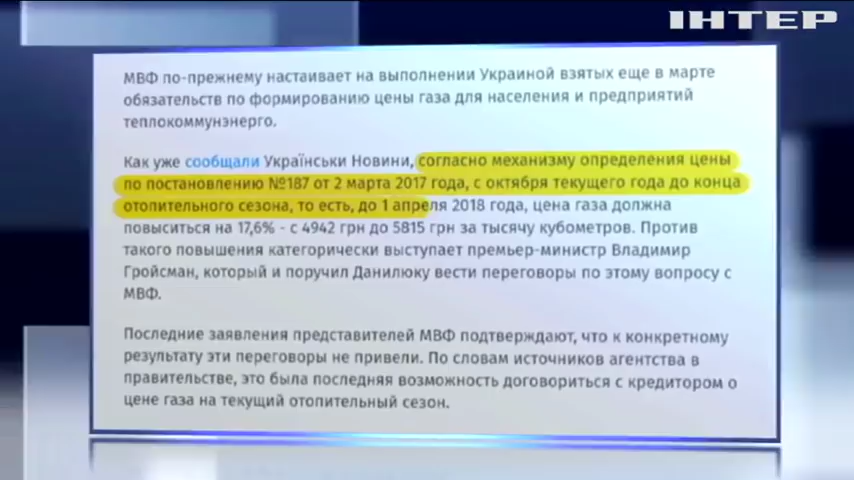 ІНТЕР
МВФ по-прежнему настаивает на выполнении Украиной взятых еще в марте
обязательств по формированию цены газа для населения и предприятий
теплокоммунэнерго.
Как уже сообщали Українськи Новини, согласно механизму определения цены
по постановлению №187 от 2 марта 2017 года, с октября текущего года до конца
отопительного сезона, то есть, до 1 апреля 2018 года, цена газа должна
повыситься на 17,6% - с 4942 грн до 5815 грн за тысячу кубометров. Против
такого повышения категорически выступает премьер-министр Владимир
Гройсман, который и поручил Данилюку вести переговоры по этому вопросу с
МВФ.
Последние заявления представителей МВФ подтверждают, что к конкретному
результату эти переговоры не привели. По словам источников агентства в
правительстве, это была последняя возможность договориться с кредитором о
цене газа на текущий отопительный сезон.